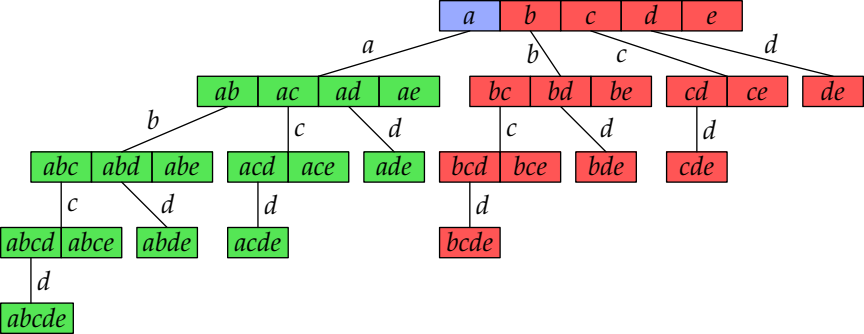 a b c d e
a b c d
ab ac ad ae bc bd be cd ce de
b c d c d d
abc abd abe acd ace ade bcd bce bde cde
c d d d
abcd abce abde acde bcde
d
abcde